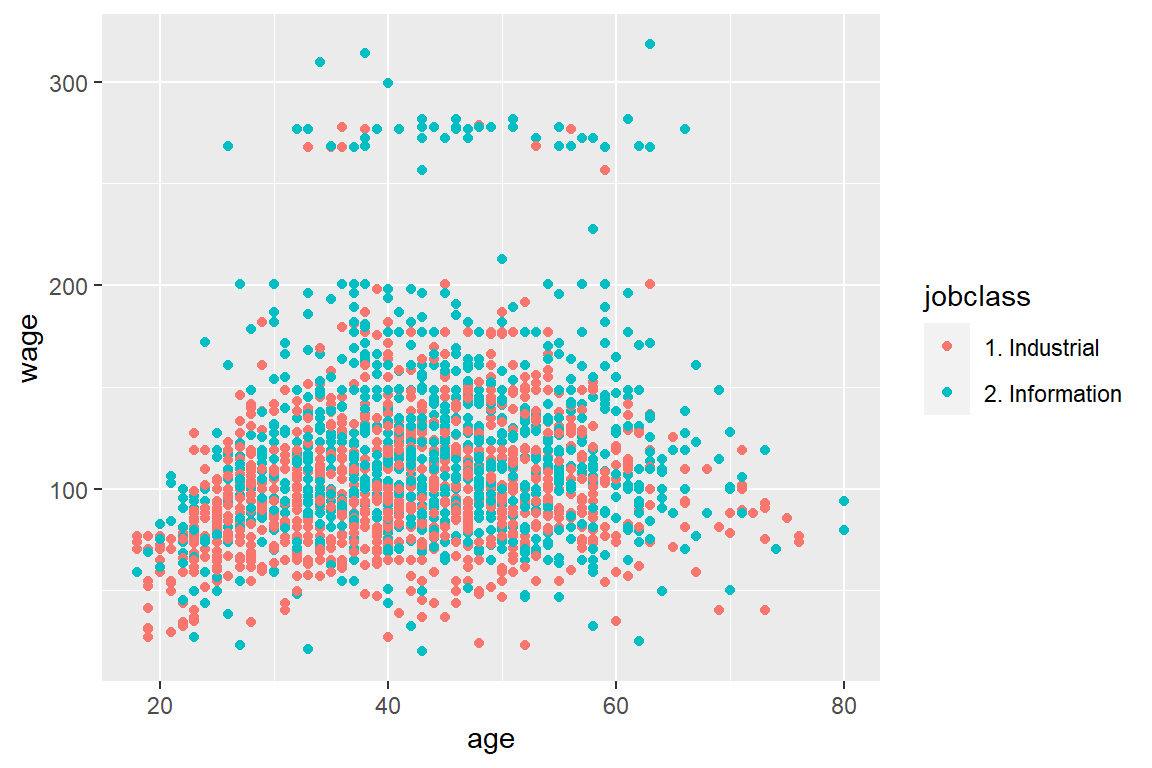 300
200
100
wage
20 40 60 80
age
jobclass
1. Industrial
2. Information